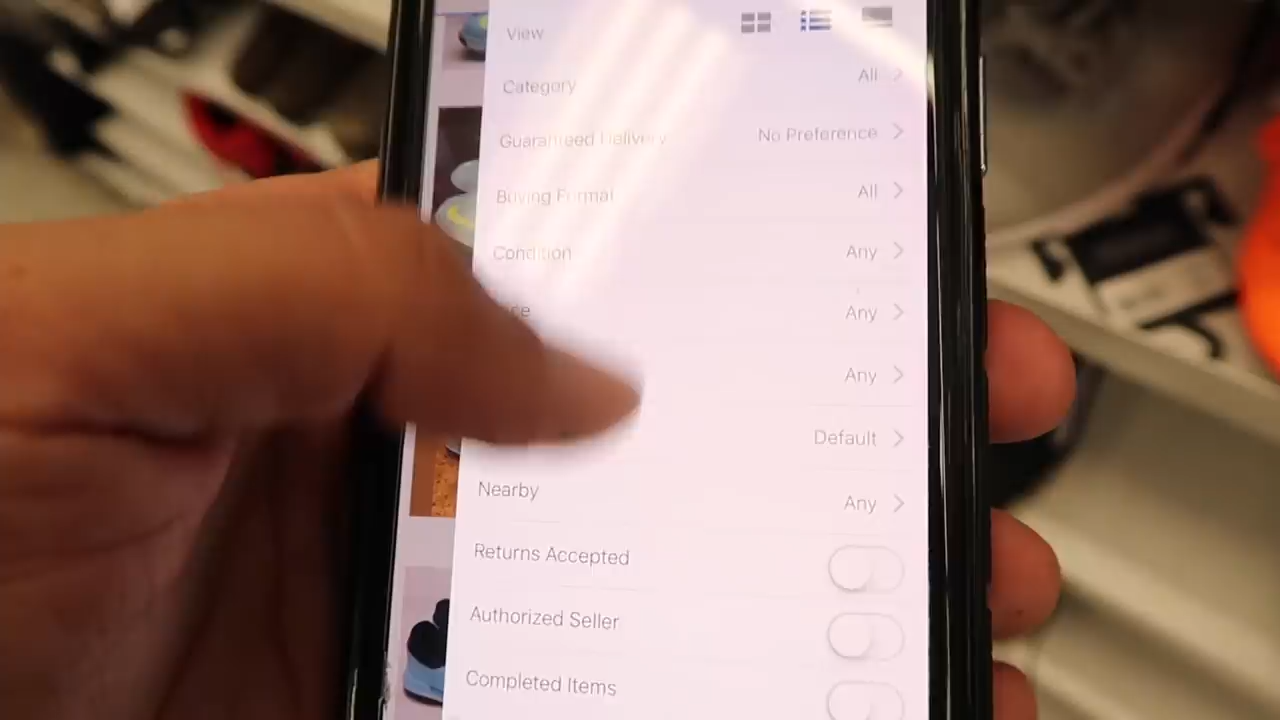 View
Category All
Guaranteed Delivery No Preference
Buying Format All
Condition Any
Any
Any
Default
Nearby Any
Returns Accepted
Authorized Seller
Completed Items